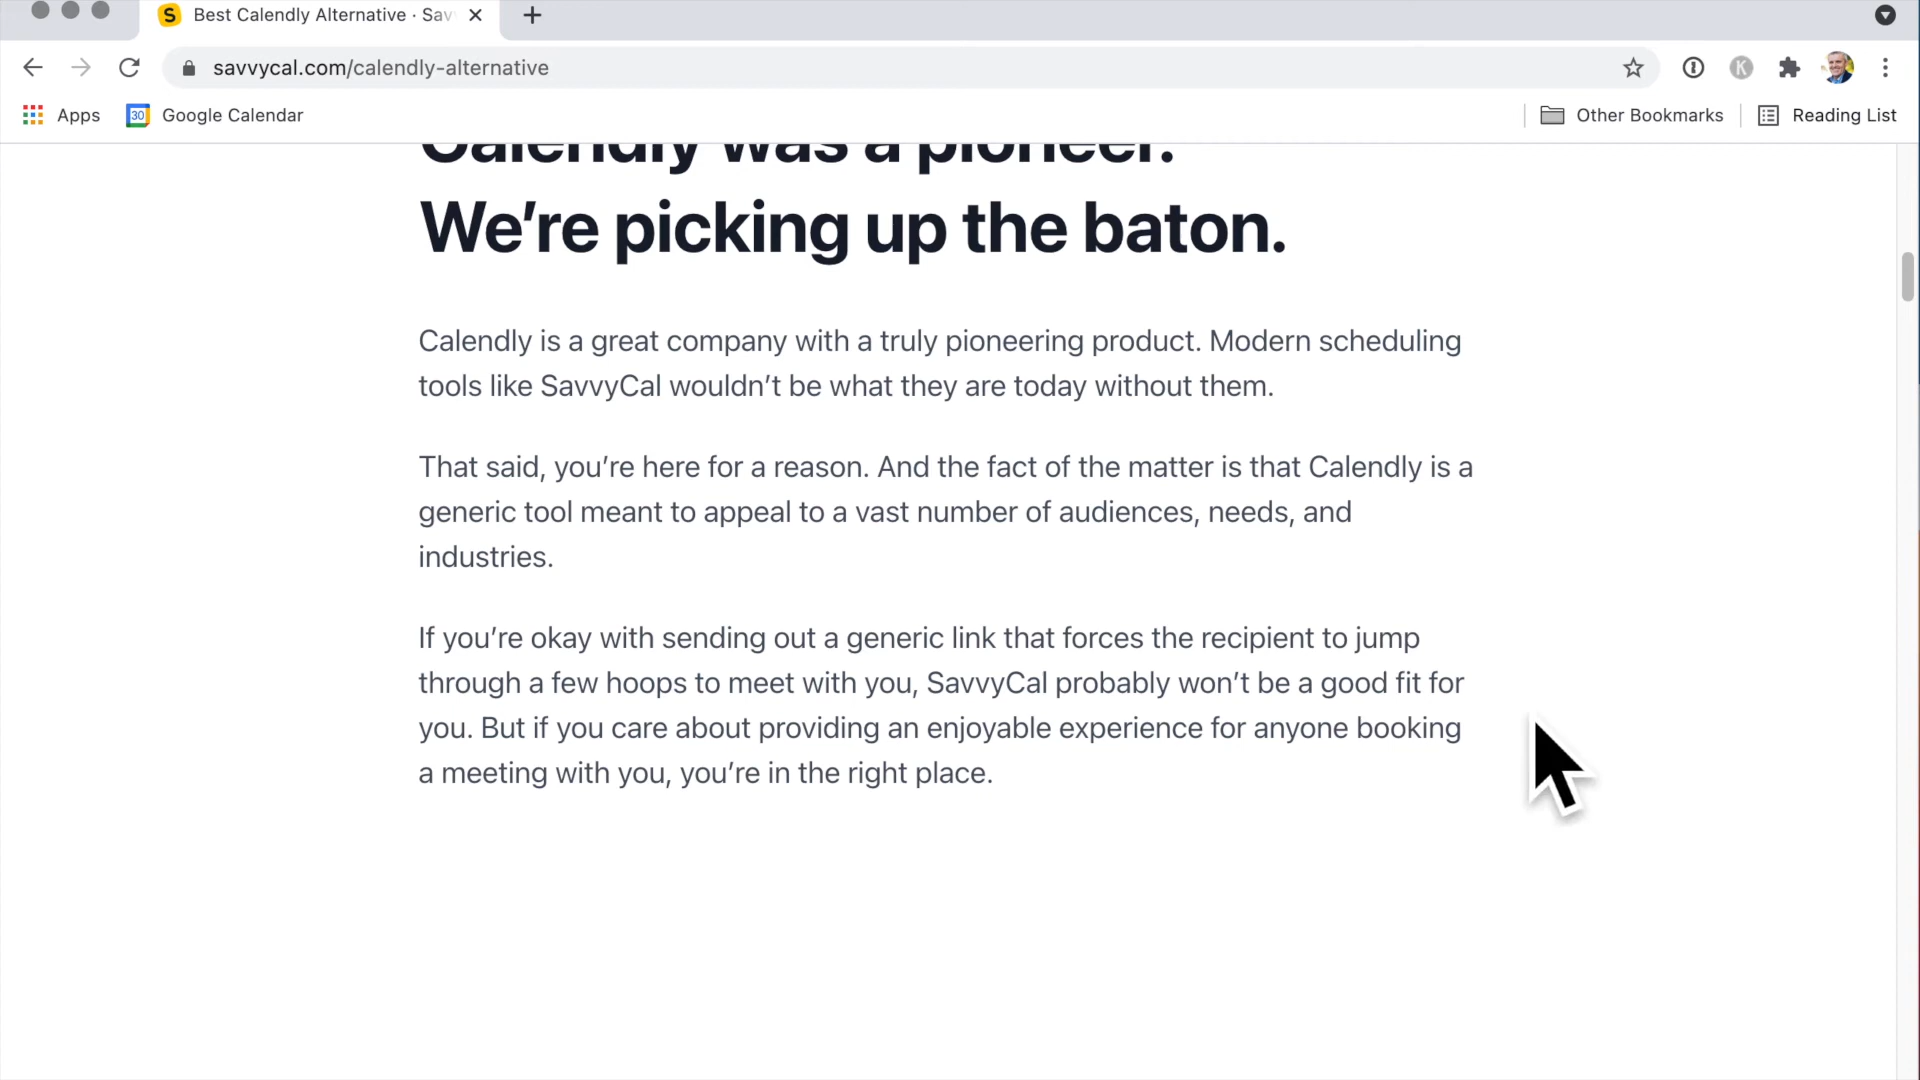 S Best Calendly Alternative · Sav
savvycal.com/calendly-alternative
K
Apps
30 Google Calendar
Other Bookmarks
Reading List
Calendly was a pioneer.
We’re picking up the baton.
Calendly is a great company with a truly pioneering product. Modern scheduling
tools like SavvyCal wouldn’t be what they are today without them.
That said, you’re here for a reason. And the fact of the matter is that Calendly is a
generic tool meant to appeal to a vast number of audiences, needs, and
industries.
If you’re okay with sending out a generic link that forces the recipient to jump
through a few hoops to meet with you, SavvyCal probably won’t be a good fit for
you. But if you care about providing an enjoyable experience for anyone booking
a meeting with you, you’re in the right place.